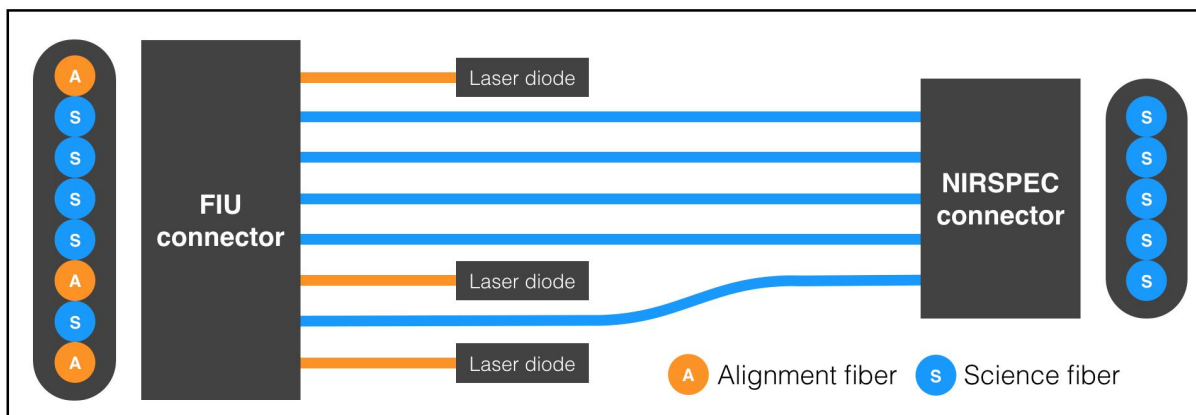 A
S
S
S
S
A
S
A
FIU
connector
Laser diode
Laser diode
Laser diode
NIRSPEC
connector
S
S
S
S
S
A Alignment fiber S Science fiber